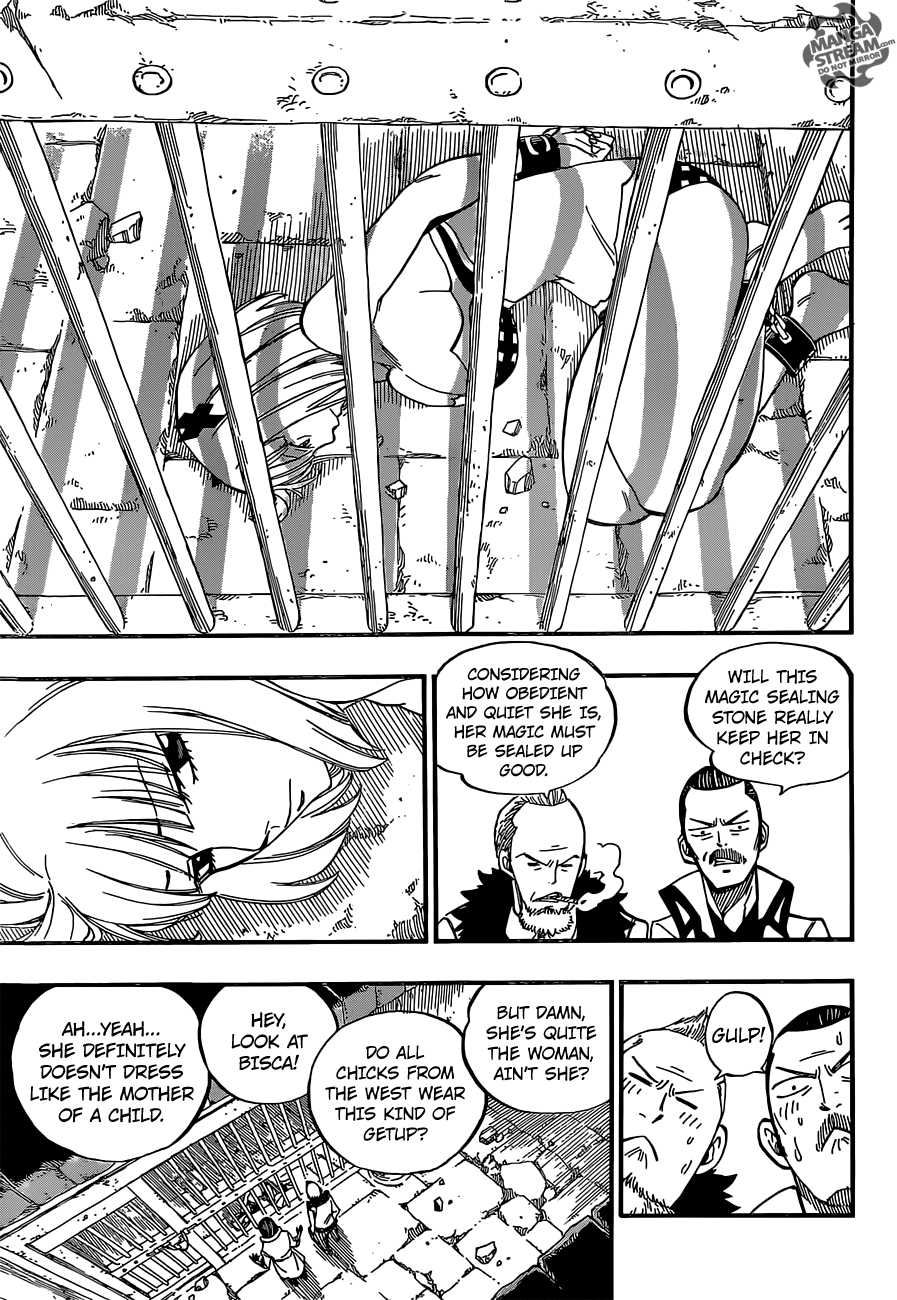 MANGA
STREAM.com
DO NOT MIRROR
WILL THIS
MAGIC SEALING
STONE REALLY
KEEP HER IN
CHECK?
CONSIDERING
HOW OBEDIENT
AND QUIET SHE IS,
HER MAGIC MUST
BE SEALED UP
GOOD.
GULP!
BUT DAMN,
SHE'S QUITE
THE WOMAN,
AIN'T SHE?
DO ALL
CHICKS FROM
THE WEST WEAR
THIS KIND OF
GETUP?
HEY,
LOOK AT
BISCA!
AH...YEAH...
SHE DEFINITELY
DOESN'T DRESS
LIKE THE MOTHER
OF A CHILD.